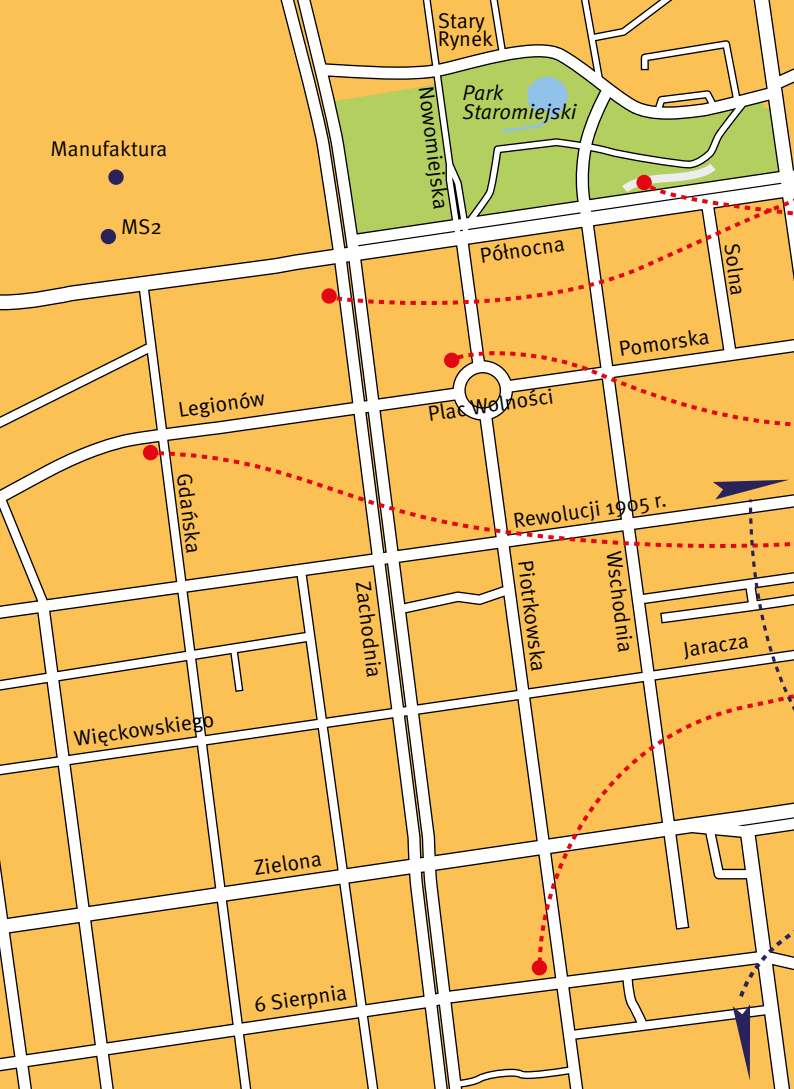 Stary
Rynek
Park
Staromiejski
Nowomiejska
Manufaktura
MS2
Północna
Solna
Pomorska
Legionów
Plac Wolności
Gdańska
Rewolucji 1905 r.
Zachodnia
Piotrkowska
Wschodnia
Jaracza
Więckowskiego
Zielona
6 Sierpnia